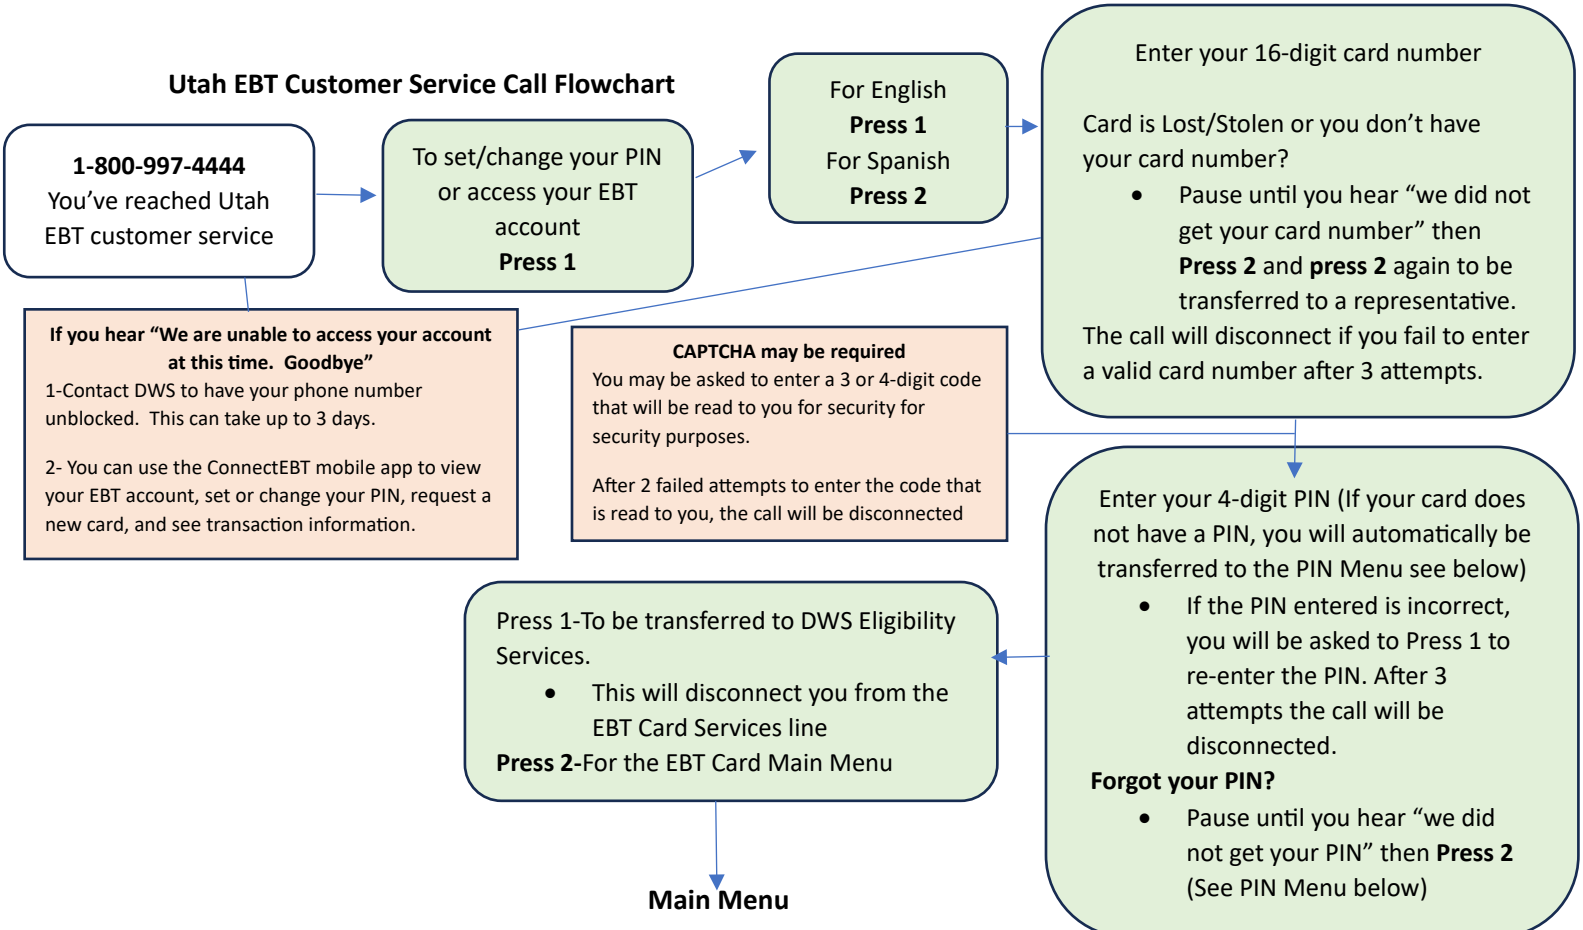 Utah EBT Customer Service Call Flowchart
1-800-997-4444
You’ve reached Utah
EBT customer service
To set/change your PIN
or access your EBT
account
Press 1
For English
Press 1
For Spanish
Press 2
Enter your 16-digit card number
Card is Lost/Stolen or you don’t have
your card number?
• Pause until you hear “we did not
get your card number” then
Press 2 and press 2 again to be
transferred to a representative.
The call will disconnect if you fail to enter
a valid card number after 3 attempts.
If you hear “We are unable to access your account
at this time.  Goodbye”
1-Contact DWS to have your phone number
unblocked.  This can take up to 3 days.
2- You can use the ConnectEBT mobile app to view
your EBT account, set or change your PIN, request a
new card, and see transaction information.
CAPTCHA may be required
You may be asked to enter a 3 or 4-digit code
that will be read to you for security for
security purposes.
After 2 failed attempts to enter the code that
is read to you, the call will be disconnected
Enter your 4-digit PIN (If your card does
not have a PIN, you will automatically be
transferred to the PIN Menu see below)
• If the PIN entered is incorrect,
you will be asked to Press 1 to
re-enter the PIN. After 3
attempts the call will be
disconnected.
Forgot your PIN?
• Pause until you hear “we did
not get your PIN” then Press 2
(See PIN Menu below)
Press 1-To be transferred to DWS Eligibility
Services.
• This will disconnect you from the
EBT Card Services line
Press 2-For the EBT Card Main Menu
Main Menu